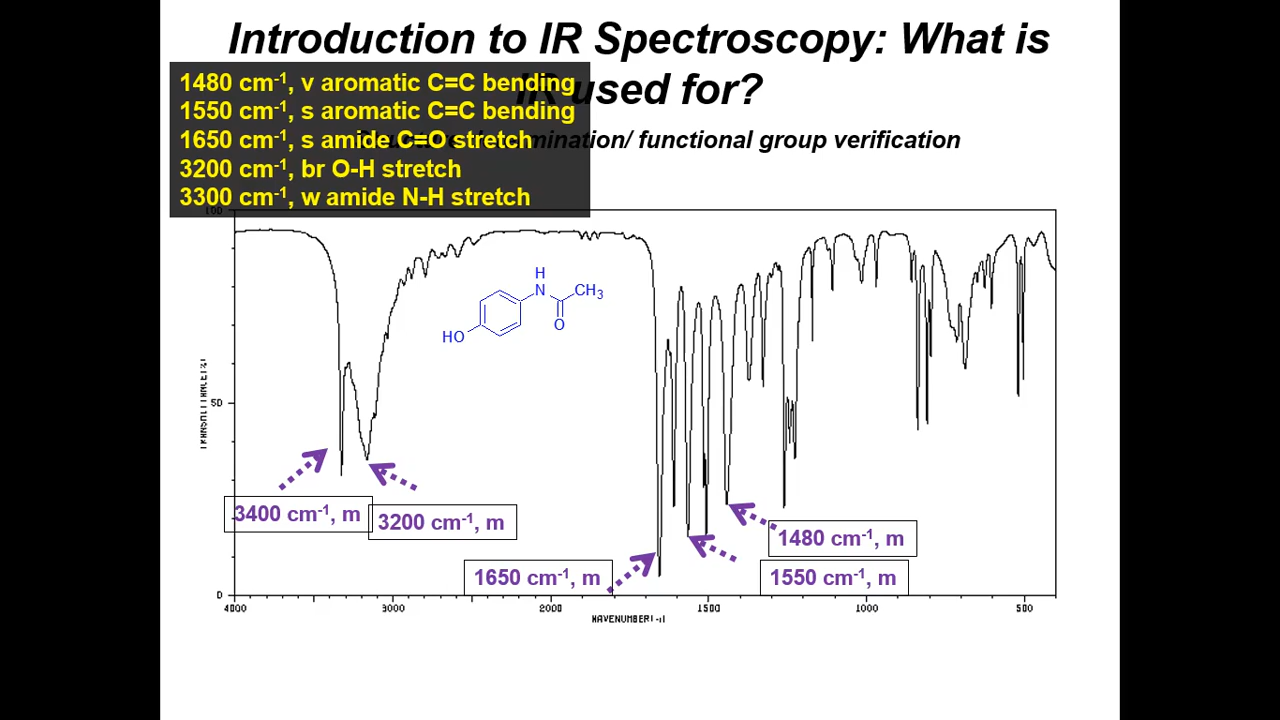 Introduction to IR Spectroscopy: What is
IR used for?
1480 cm-1, v aromatic C=C bending
1550 cm-1, s aromatic C=C bending
1650 cm-1, s amide C=O stretch
3200 cm-1, br O-H stretch
3300 cm-1, w amide N-H stretch
functional group verification
100
H
N
CH3
O
HO
50
3400 cm-1, m
3200 cm-1, m
1480 cm-1, m
1650 cm-1, m
1550 cm-1, m
0
4000 3000 2000 1500 1000 500